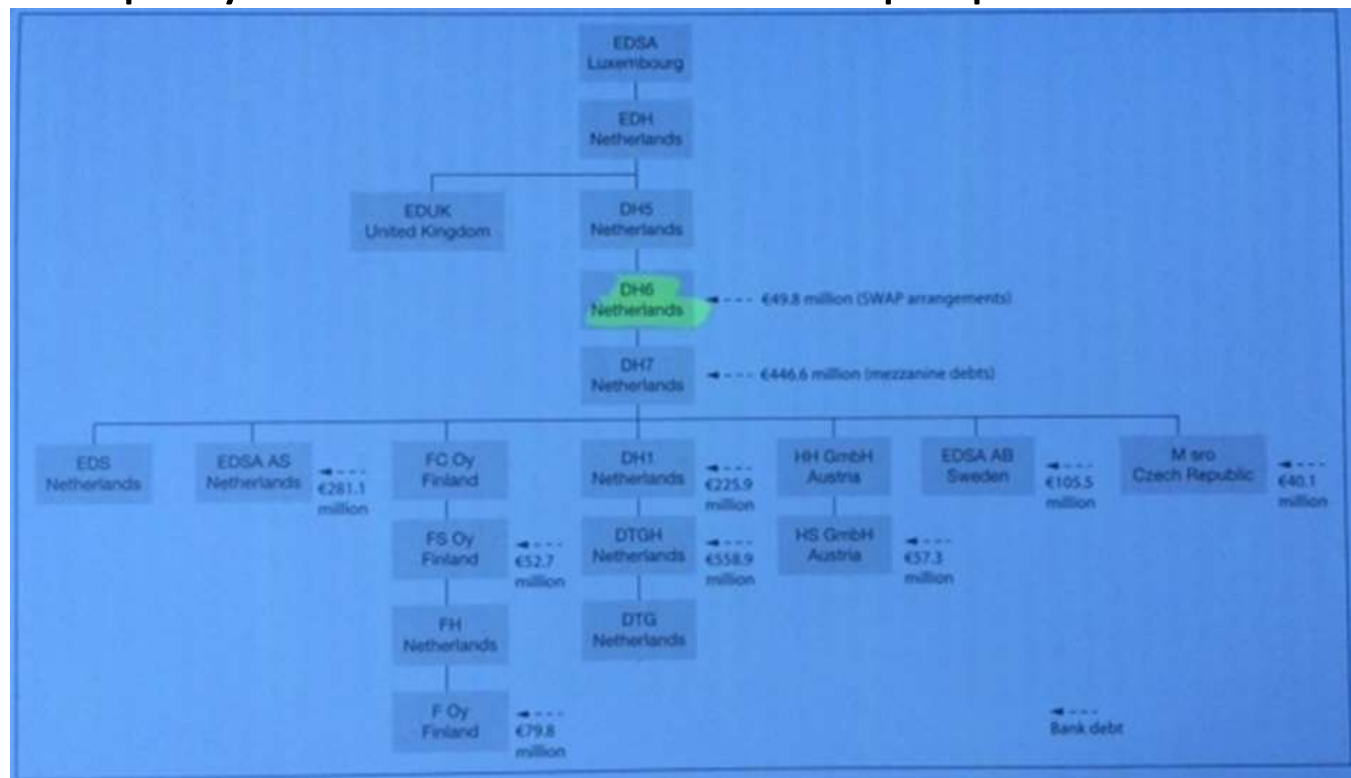 EDSA
Luxembourg
EDH
Netherlands
EDUK
United Kingdom
DH5
Netherlands
DH6
Netherlands
€49.8 million (SWAP arrangements)
DH7
Netherlands
€446.6 million (mezzanine debts)
EDS
Netherlands
EDSA AS
Netherlands
€281.1
million
FC Oy
Finland
DH1
Netherlands
€225.9
million
HH GmbH
Austria
EDSA AB
Sweden
€105.5
million
M sro
Czech Republic
€40.1
million
FS Oy
Finland
€52.7
million
DTGH
Netherlands
€558.9
million
HS GmbH
Austria
€57.3
million
FH
Netherlands
DTG
Netherlands
F Oy
Finland
€79.8
million
Bank debt